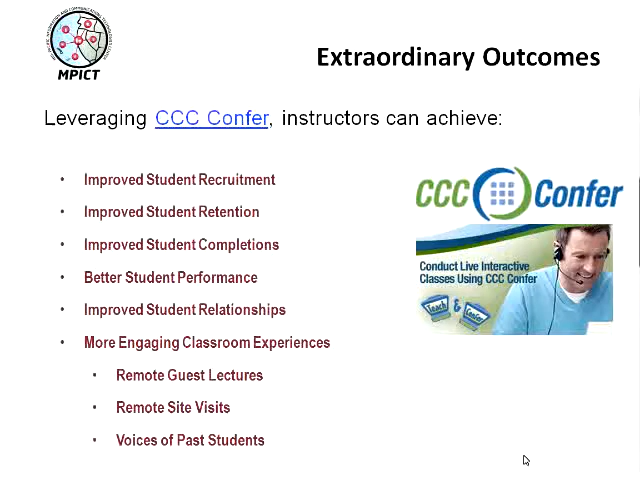 MPICT
Extraordinary Outcomes
Leveraging CCC Confer, instructors can achieve:
• Improved Student Recruitment
• Improved Student Retention
• Improved Student Completions
• Better Student Performance
• Improved Student Relationships
• More Engaging Classroom Experiences
• Remote Guest Lectures
• Remote Site Visits
• Voices of Past Students
CCC Confer
Conduct Live Interactive
Classes Using CCC Confer
Teach & Confer